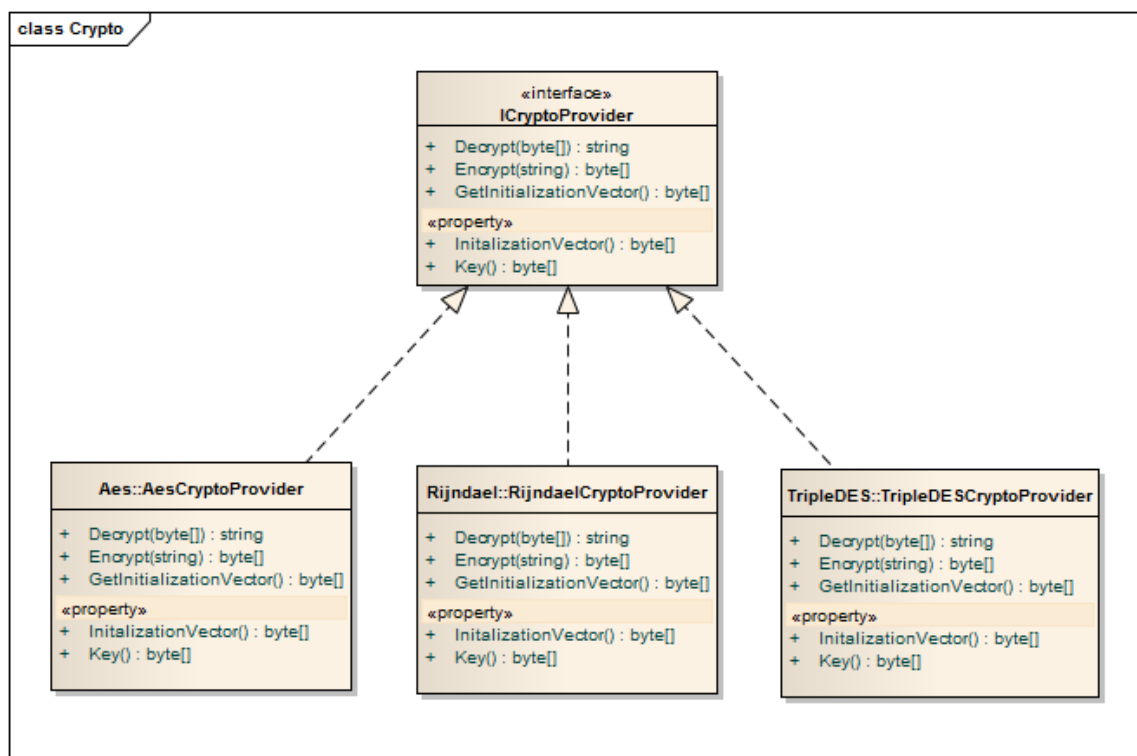 class Crypto
«interface»
ICryptoProvider
+ Decrypt(byte[]) : string
+ Encrypt(string) : byte[]
+ GetInitializationVector() : byte[]
«property»
+ InitalizationVector() : byte[]
+ Key() : byte[]
Aes::AesCryptoProvider
+ Decrypt(byte[]) : string
+ Encrypt(string) : byte[]
+ GetInitializationVector() : byte[]
«property»
+ InitalizationVector() : byte[]
+ Key() : byte[]
Rijndael::RijndaelCryptoProvider
+ Decrypt(byte[]) : string
+ Encrypt(string) : byte[]
+ GetInitializationVector() : byte[]
«property»
+ InitalizationVector() : byte[]
+ Key() : byte[]
TripleDES::TripleDESCryptoProvider
+ Decrypt(byte[]) : string
+ Encrypt(string) : byte[]
+ GetInitializationVector() : byte[]
«property»
+ InitalizationVector() : byte[]
+ Key() : byte[]